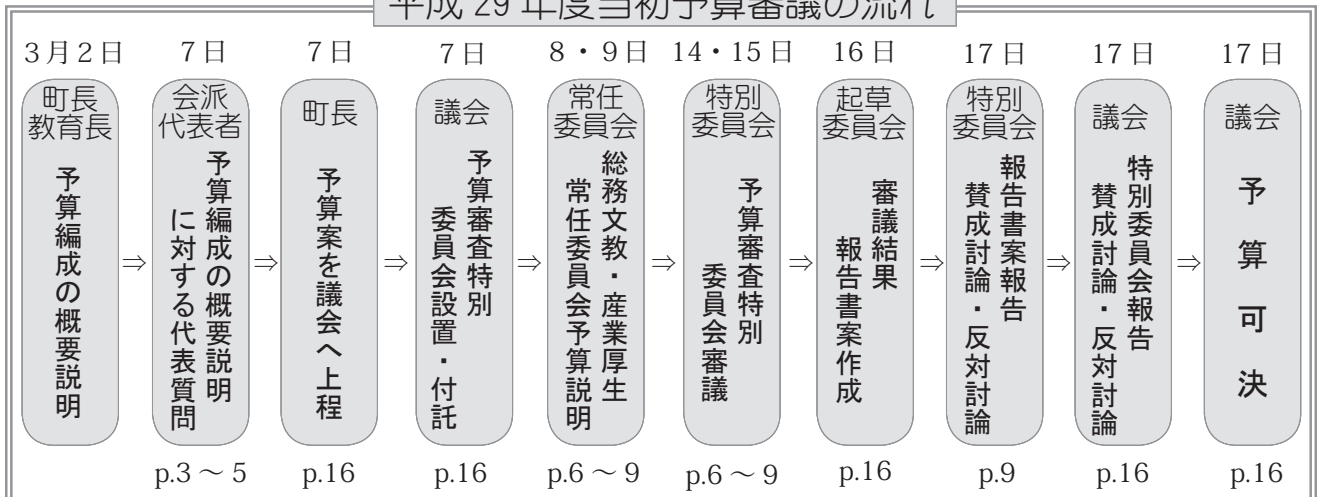 平成 29 年度当初予算審議の流れ
3月2日
町長
教育長
予算編成の概要説明
⇒
7日
会派
代表者
予算編成の概要説明
に対する代表質問
p.3～5
⇒
7日
町長
予算案を議会へ上程
p.16
⇒
7日
議会
予算審査特別
委員会設置・付託
p.16
⇒
8・9日
常任
委員会
総務文教・産業厚生
常任委員会予算説明
p.6～9
⇒
14・15日
特別
委員会
予算審査特別
委員会審議
p.6～9
⇒
16日
起草
委員会
審議結果
報告書案作成
p.16
⇒
17日
特別
委員会
報告書案報告
賛成討論・反対討論
p.9
⇒
17日
議会
特別委員会報告
賛成討論・反対討論
p.16
⇒
17日
議会
予算可決
p.16